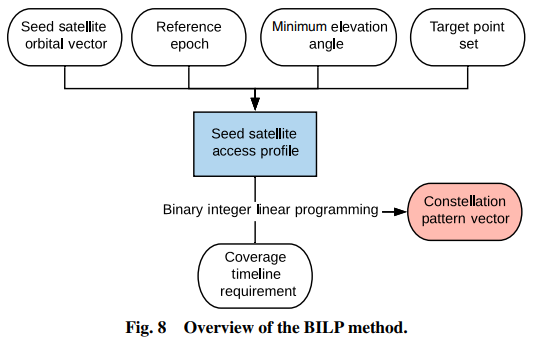 Seed satellite
orbital vector
Reference
epoch
Minimum elevation
angle
Target point
set
Seed satellite
access profile
Binary integer linear programming
Constellation
pattern vector
Coverage
timeline
requirement
Fig. 8 Overview of the BILP method.